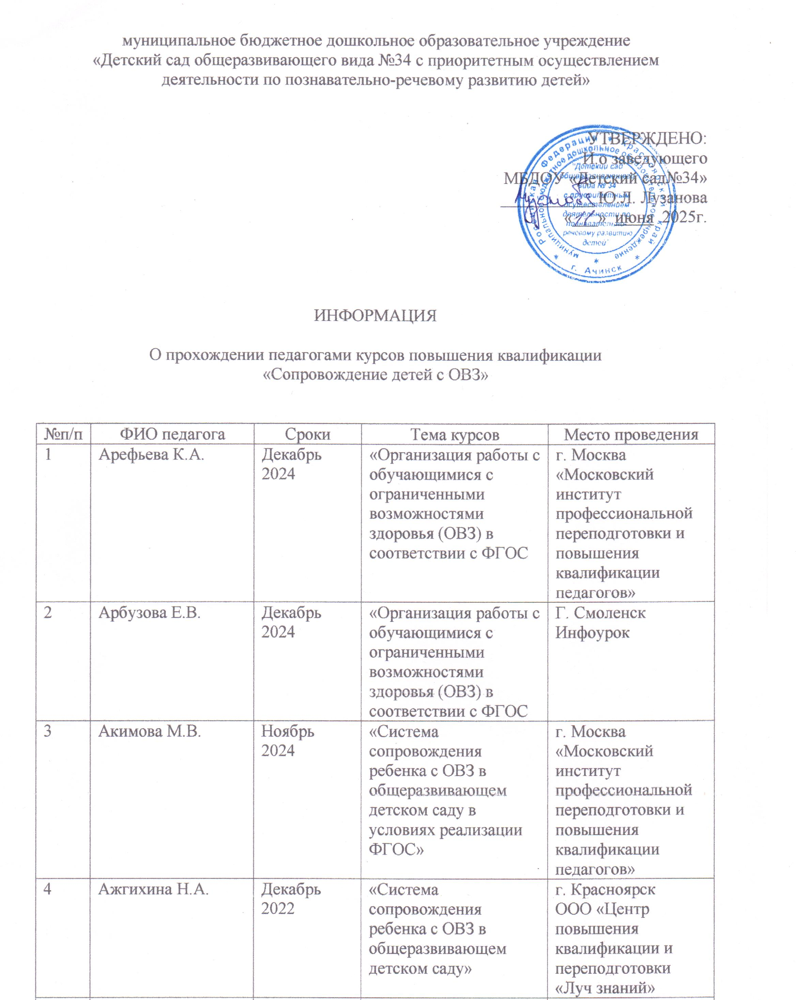 муниципальное бюджетное дошкольное образовательное учреждение
«Детский сад общеразвивающего вида №34 с приоритетным осуществлением
деятельности по познавательно-речевому развитию детей»
УТВЕРЖДЕНО:
И.о заведующего
МБДОУ «Детский сад№34»
Ю.Л. Лузанова
« » июня 2025г.
Российская Федерация * Красноярский край
* г. Ачинск *
муниципальное бюджетное дошкольное образовательное учреждение *
"Детский сад
общеразвивающего
вида № 34
с приоритетным
осуществлением
деятельности по
познавательно-
речевому развитию
детей"
ИНФОРМАЦИЯ
О прохождении педагогами курсов повышения квалификации
«Сопровождение детей с ОВЗ»
№п/п ФИО педагога Сроки Тема курсов Место проведения
1 Арефьева К.А. Декабрь «Организация работы с г. Москва
2024 обучающимися с «Московский
ограниченными институт
возможностями профессиональной
здоровья (ОВЗ) в переподготовки и
соответствии с ФГОС повышения
квалификации
педагогов»
2 Арбузова Е.В. Декабрь «Организация работы с Г. Смоленск
2024 обучающимися с Инфоурок
ограниченными
возможностями
здоровья (ОВЗ) в
соответствии с ФГОС
3 Акимова М.В. Ноябрь «Система г. Москва
2024 сопровождения «Московский
ребенка с ОВЗ в институт
общеразвивающем профессиональной
детском саду в переподготовки и
условиях реализации повышения
ФГОС» квалификации
педагогов»
4 Ажгихина Н.А. Декабрь «Система г. Красноярск
2022 сопровождения ООО «Центр
ребенка с ОВЗ в повышения
общеразвивающем квалификации и
детском саду» переподготовки
«Луч знаний»